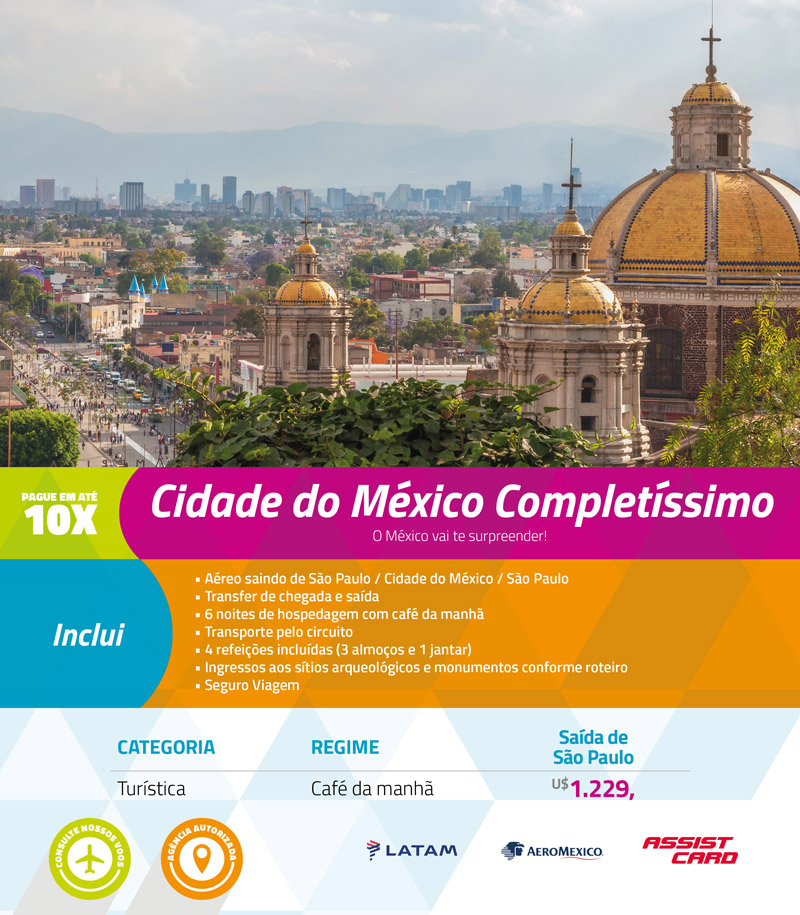 PAGUE EM ATÉ
10X
Cidade do México Completíssimo
O México vai te surpreender!
Inclui
• Aéreo saindo de São Paulo / Cidade do México / São Paulo
• Transfer de chegada e saída
• 6 noites de hospedagem com café da manhã
• Transporte pelo circuito
• 4 refeições incluídas (3 almoços e 1 jantar)
• Ingressos aos sítios arqueológicos e monumentos conforme roteiro
• Seguro Viagem
CATEGORIA
REGIME
Saída de
São Paulo
Turística
Café da manhã
U$1.229,
CONSULTE NOSSOS VOOS
AGÊNCIA AUTORIZADA
LATAM
AEROMEXICO.
ASSIST
CARD